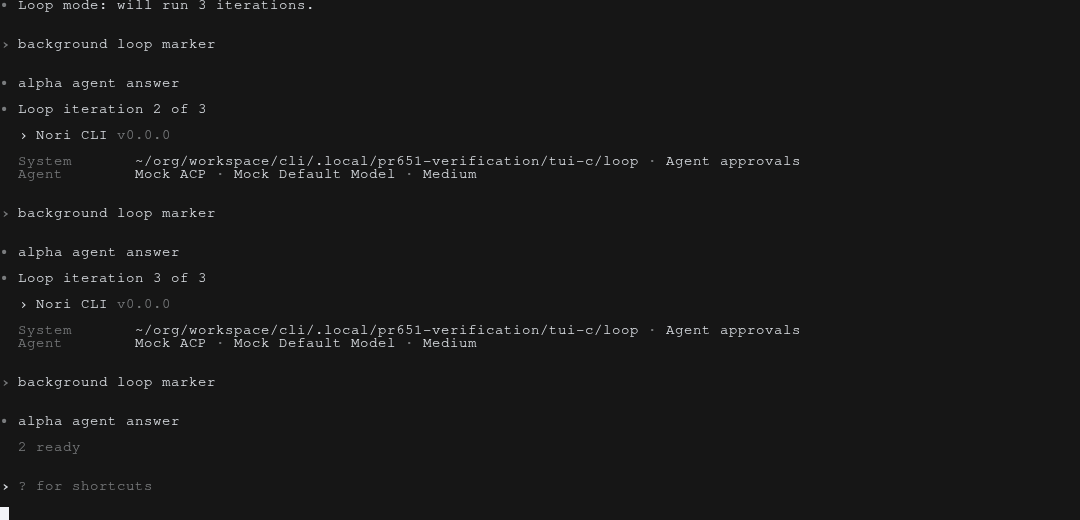 • Loop mode: will run 3 iterations.
› background loop marker
• alpha agent answer
• Loop iteration 2 of 3
› Nori CLI v0.0.0
System ~/org/workspace/cli/.local/pr651-verification/tui-c/loop · Agent approvals
Agent Mock ACP · Mock Default Model · Medium
› background loop marker
• alpha agent answer
• Loop iteration 3 of 3
› Nori CLI v0.0.0
System ~/org/workspace/cli/.local/pr651-verification/tui-c/loop · Agent approvals
Agent Mock ACP · Mock Default Model · Medium
› background loop marker
• alpha agent answer
2 ready
› ? for shortcuts